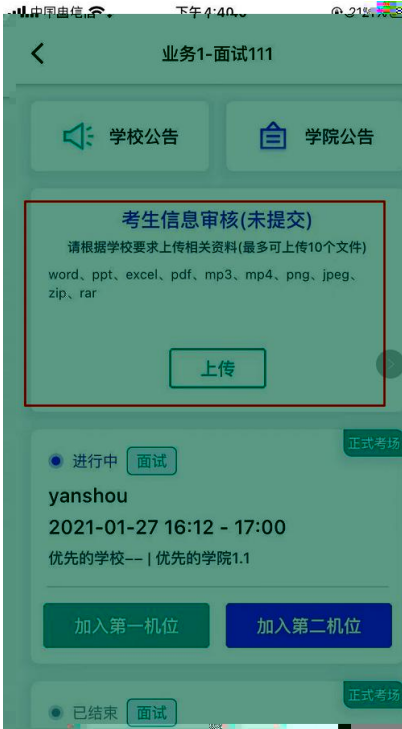 中国电信 下午4:40 21%
业务1-面试111
学校公告 学院公告
考生信息审核(未提交)
请根据学校要求上传相关资料(最多可上传10个文件)
word、ppt、excel、pdf、mp3、mp4、png、jpeg、
zip、rar
上传
正式考场
进行中 面试
yanshou
2021-01-27 16:12 - 17:00
优先的学校-- | 优先的学院1.1
加入第一机位 加入第二机位
正式考场
已结束 面试